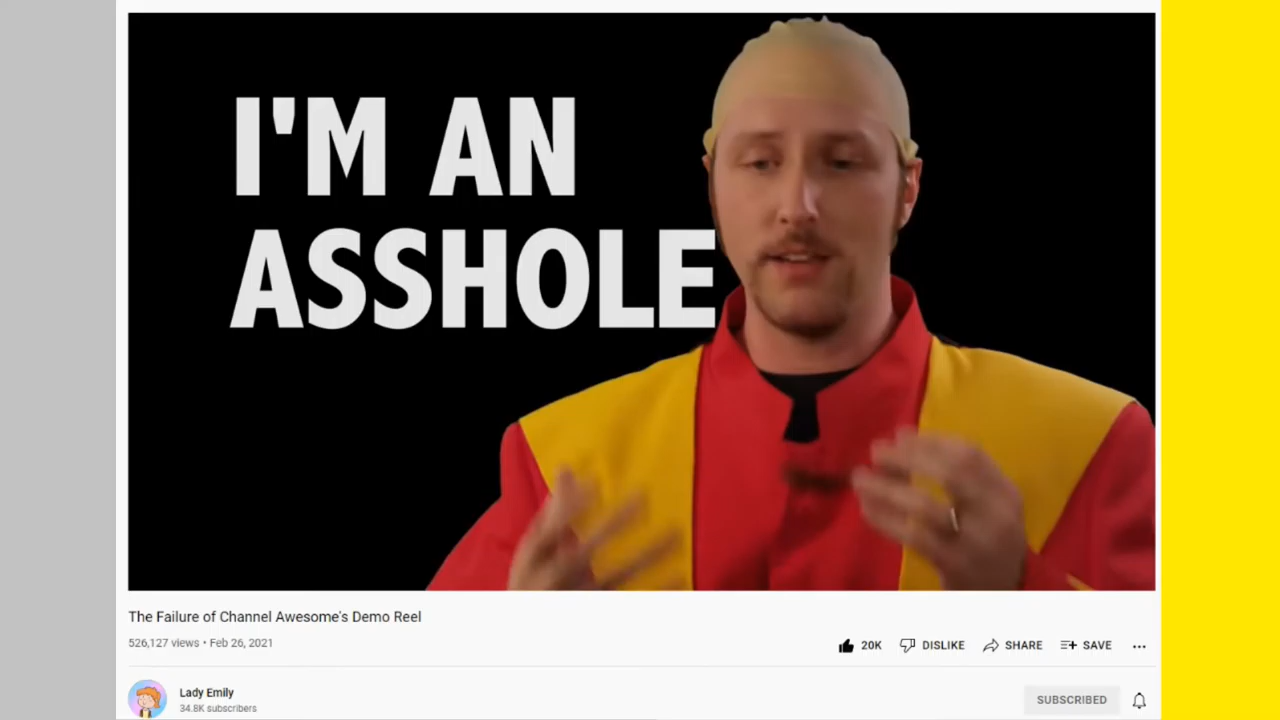 I'M AN
ASSHOLE
The Failure of Channel Awesome's Demo Reel
526,127 views • Feb 26, 2021
20K DISLIKE SHARE SAVE ...
Lady Emily
34.8K subscribers
SUBSCRIBED